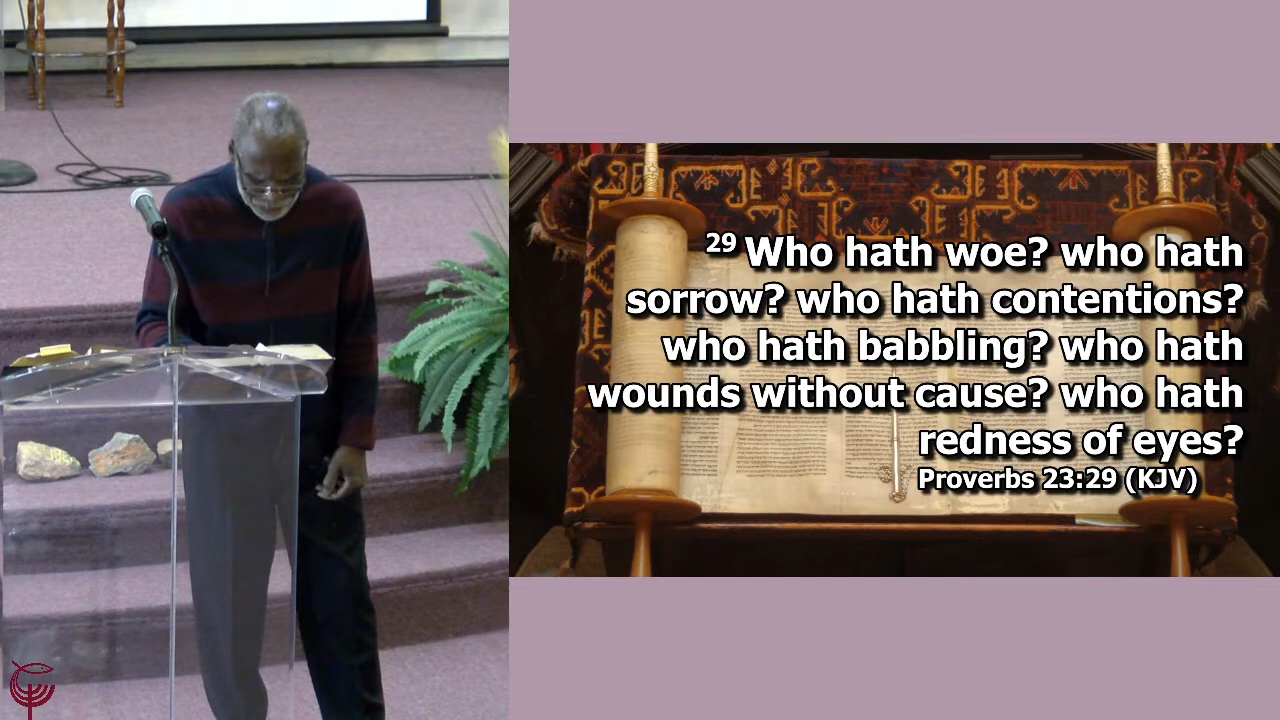 29 Who hath woe? who hath
sorrow? who hath contentions?
who hath babbling? who hath
wounds without cause? who hath
redness of eyes?
Proverbs 23:29 (KJV)